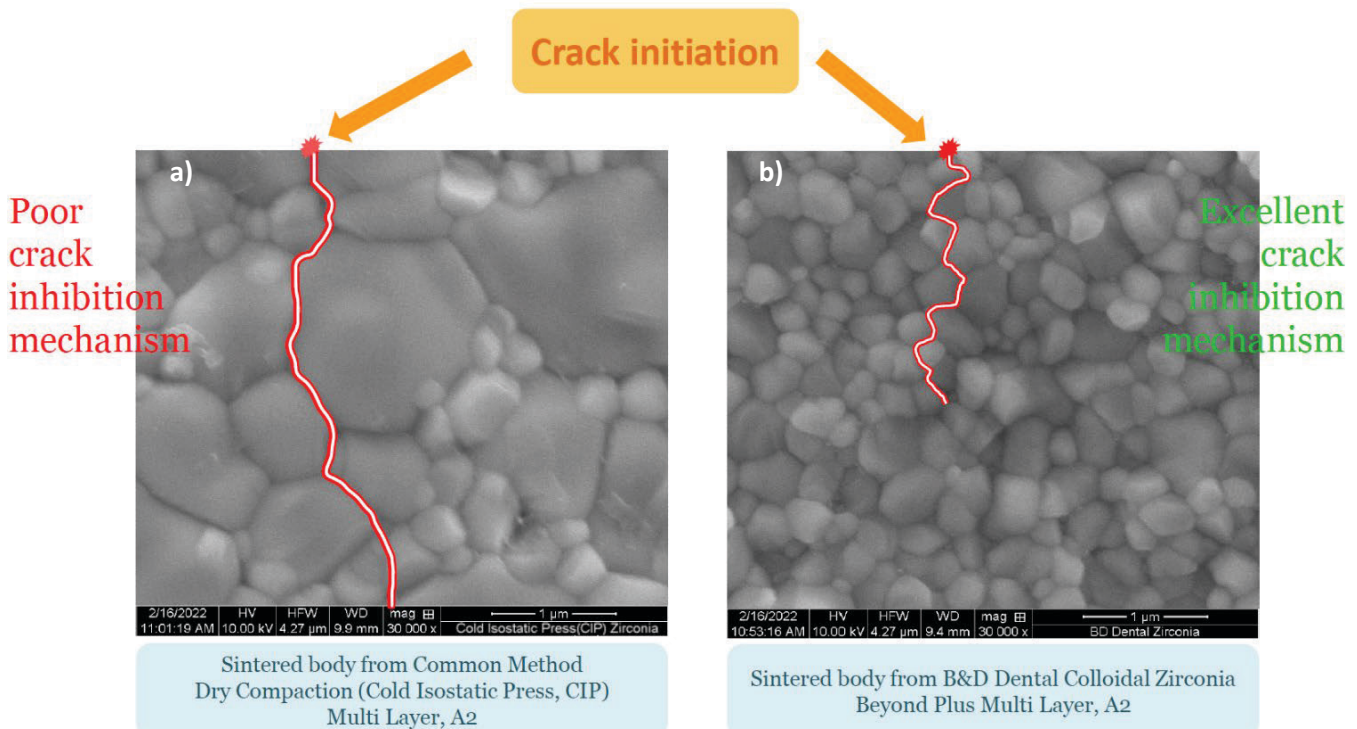 Crack initiation
a)
b)
Poor
crack
inhibition
mechanism
Excellent
crack
inhibition
mechanism
2/16/2022 HV HFW WD mag ⊞ 1 µm
11:01:19 AM 10.00 kV 4.27 µm 9.9 mm 30 000 x Cold Isostatic Press(CIP) Zirconia
2/16/2022 HV HFW WD mag ⊞ 1 µm
10:53:16 AM 10.00 kV 4.27 µm 9.4 mm 30 000 x BD Dental Zirconia
Sintered body from Common Method
Dry Compaction (Cold Isostatic Press, CIP)
Multi Layer, A2
Sintered body from B&D Dental Colloidal Zirconia
Beyond Plus Multi Layer, A2